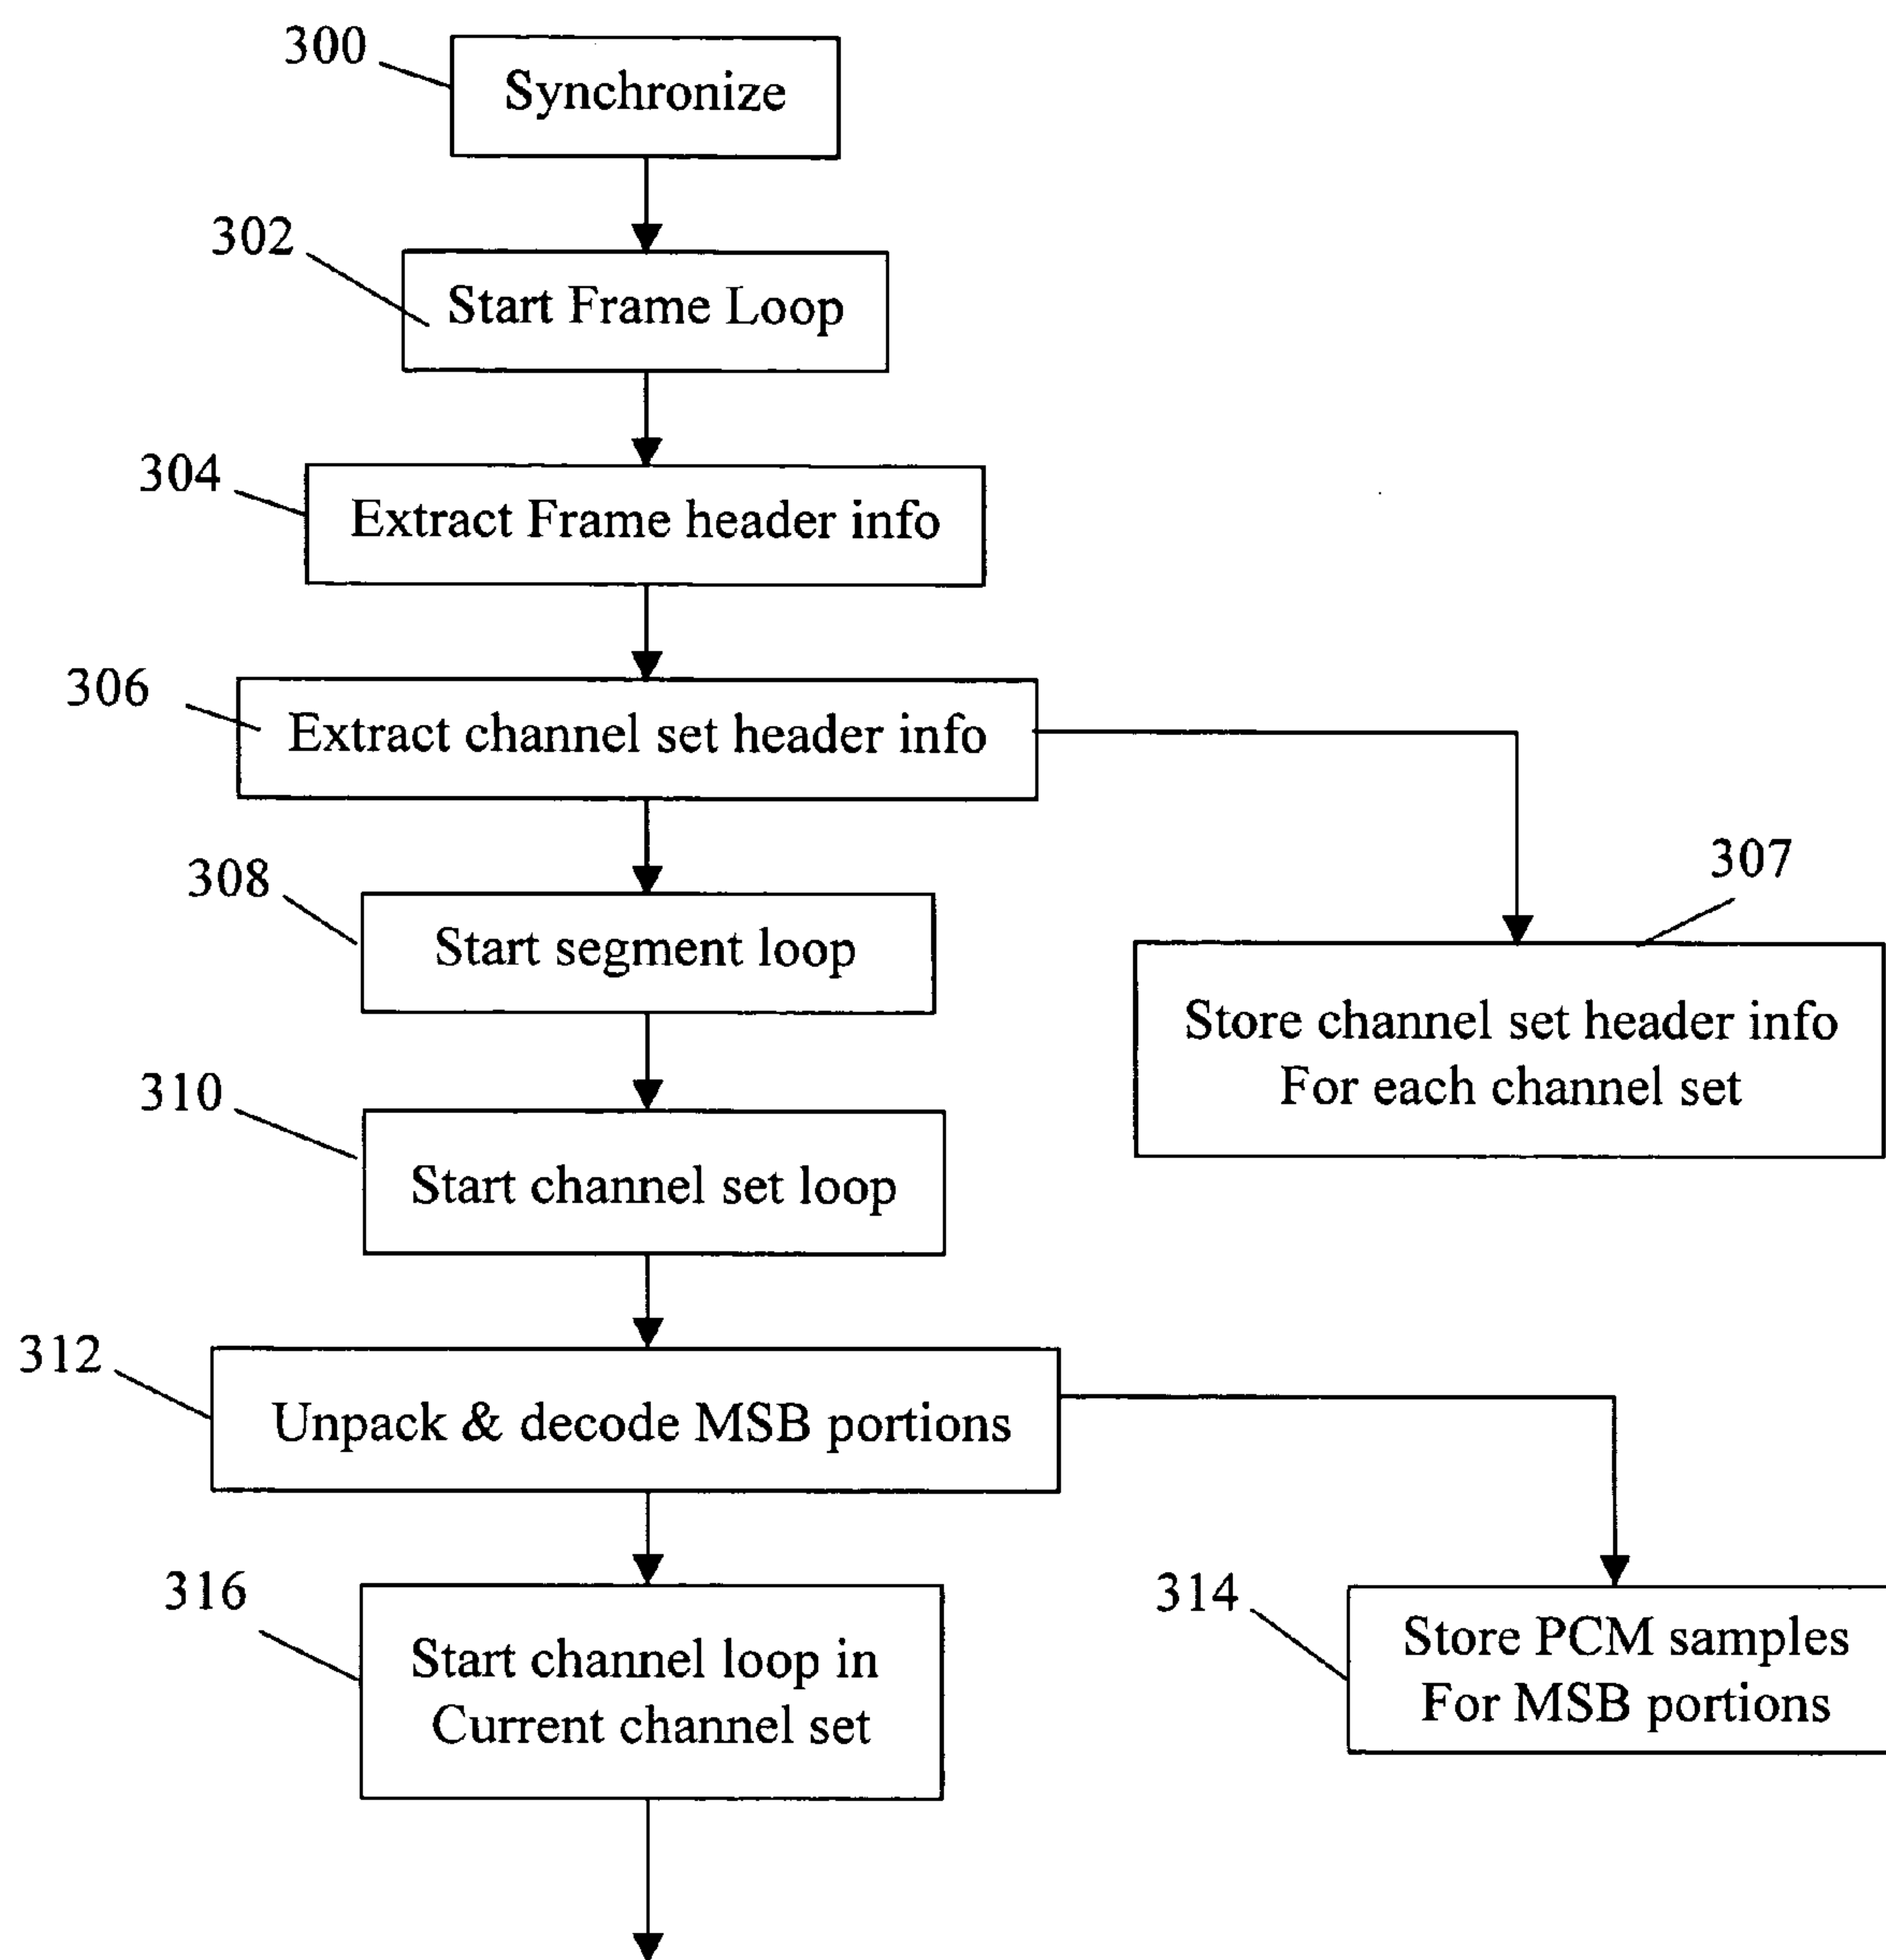 300
Synchronize
302
Start Frame Loop
304
Extract Frame header info
306
Extract channel set header info
307
308
Start segment loop
Store channel set header info
For each channel set
310
Start channel set loop
312
Unpack & decode MSB portions
316
Start channel loop in
Current channel set
314
Store PCM samples
For MSB portions